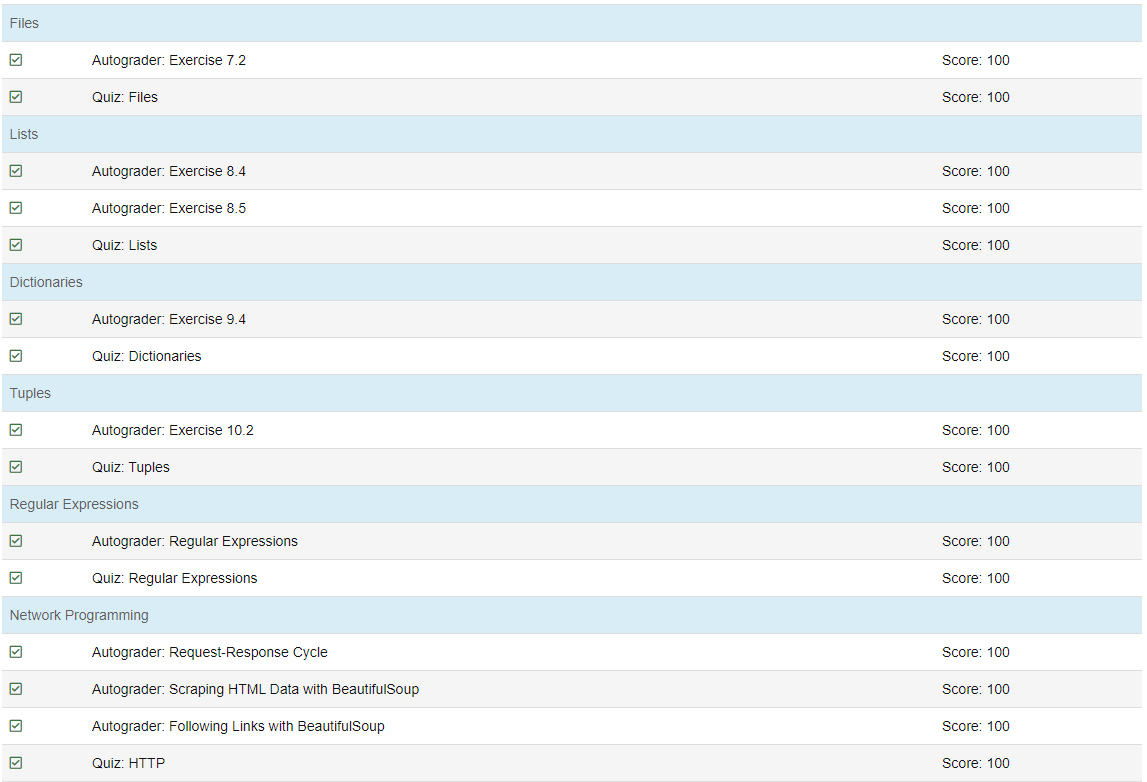 Files
Autograder: Exercise 7.2 Score: 100
Quiz: Files Score: 100
Lists
Autograder: Exercise 8.4 Score: 100
Autograder: Exercise 8.5 Score: 100
Quiz: Lists Score: 100
Dictionaries
Autograder: Exercise 9.4 Score: 100
Quiz: Dictionaries Score: 100
Tuples
Autograder: Exercise 10.2 Score: 100
Quiz: Tuples Score: 100
Regular Expressions
Autograder: Regular Expressions Score: 100
Quiz: Regular Expressions Score: 100
Network Programming
Autograder: Request-Response Cycle Score: 100
Autograder: Scraping HTML Data with BeautifulSoup Score: 100
Autograder: Following Links with BeautifulSoup Score: 100
Quiz: HTTP Score: 100